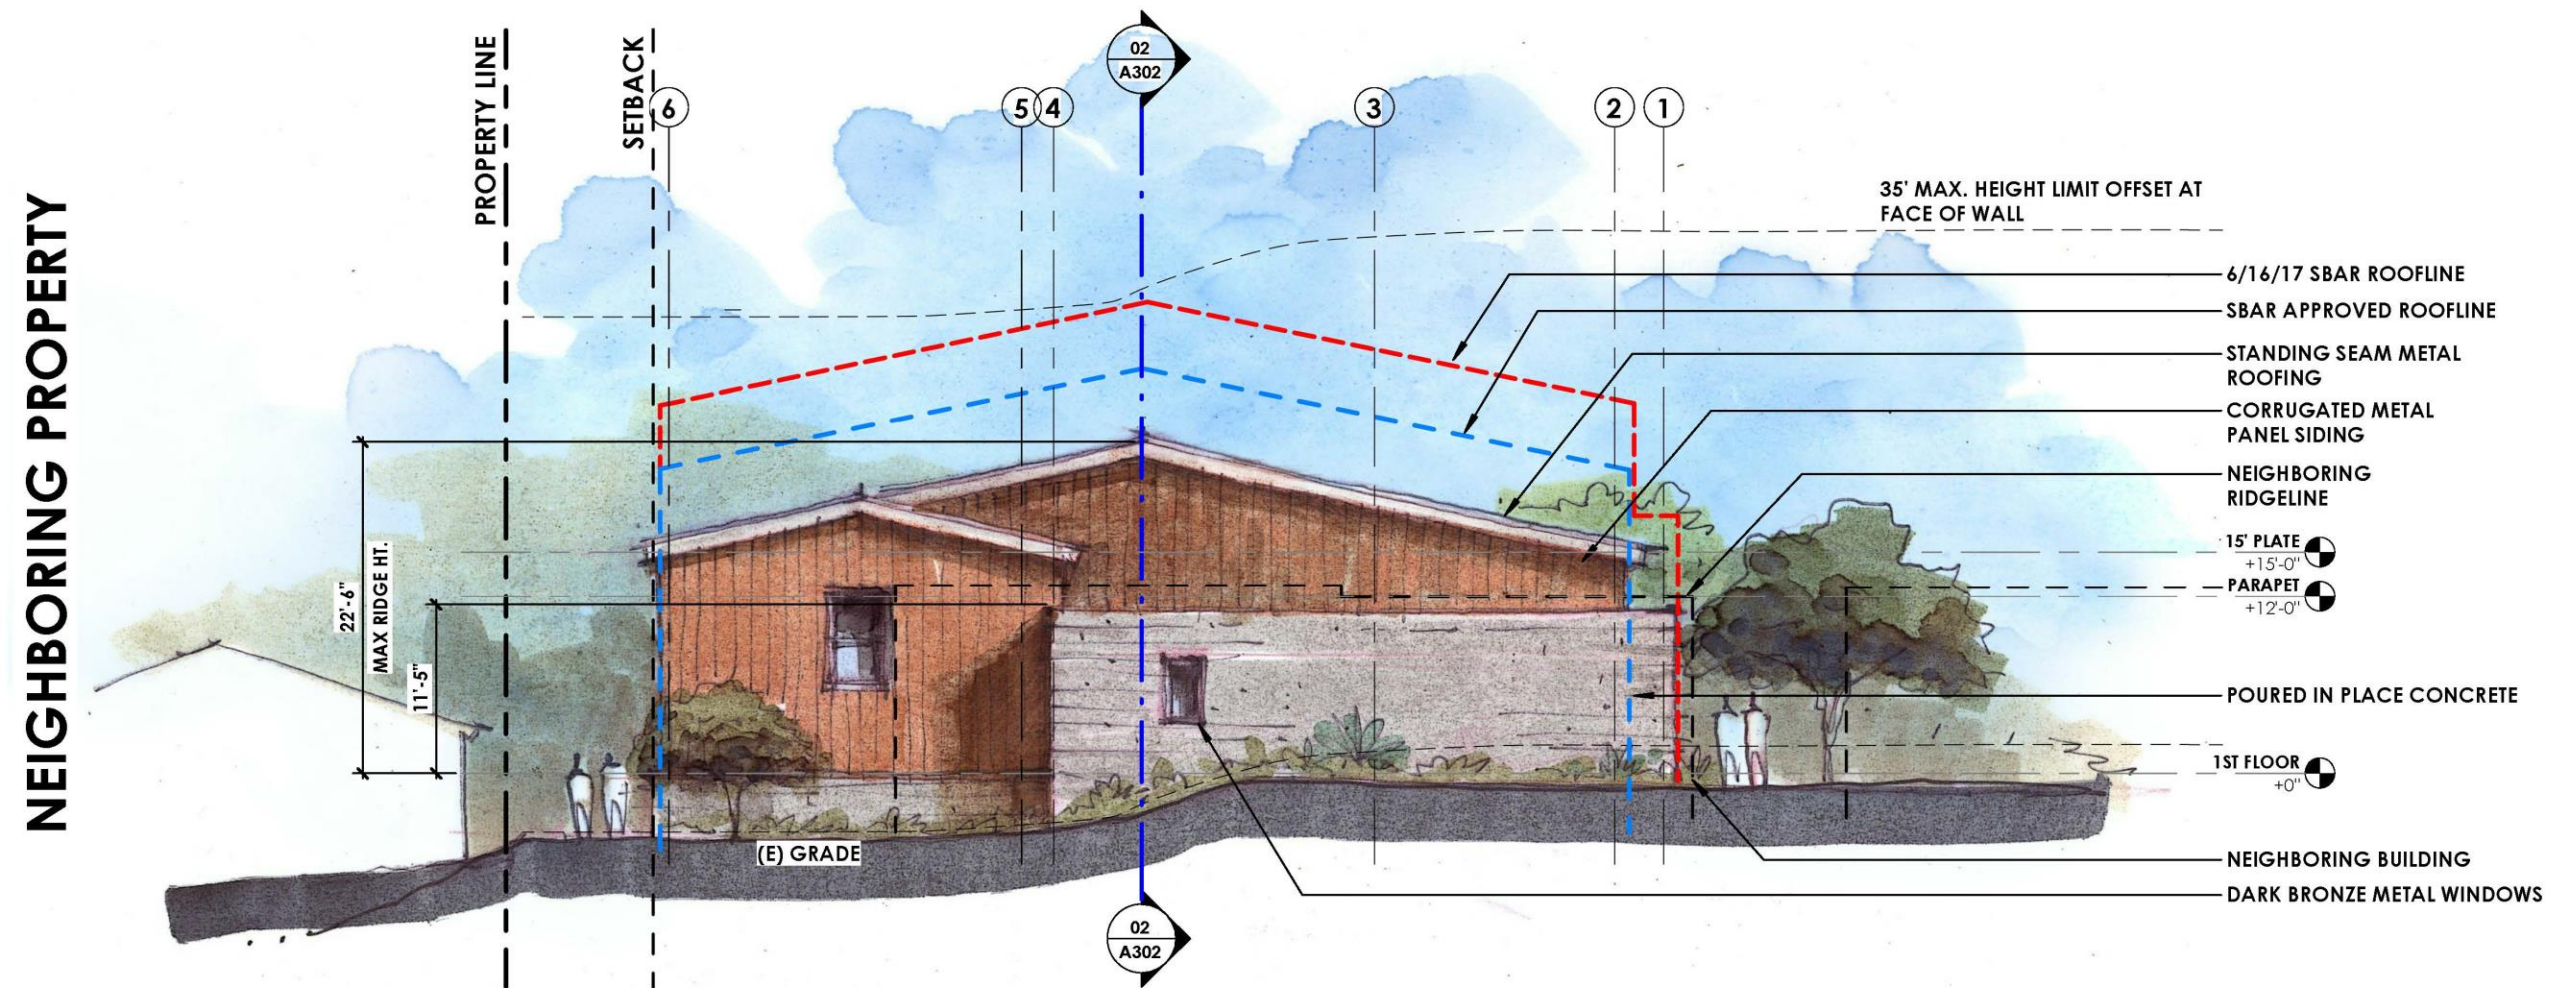 NEIGHBORING PROPERTY
PROPERTY LINE
SETBACK
02
A302
6
5
4
3
2
1
35' MAX. HEIGHT LIMIT OFFSET AT
FACE OF WALL
6/16/17 SBAR ROOFLINE
SBAR APPROVED ROOFLINE
STANDING SEAM METAL
ROOFING
CORRUGATED METAL
PANEL SIDING
NEIGHBORING
RIDGELINE
15' PLATE
+15'-0"
PARAPET
+12'-0"
22'-6"
MAX RIDGE HT.
11'-5"
POURED IN PLACE CONCRETE
1ST FLOOR
+0"
(E) GRADE
NEIGHBORING BUILDING
DARK BRONZE METAL WINDOWS
02
A302